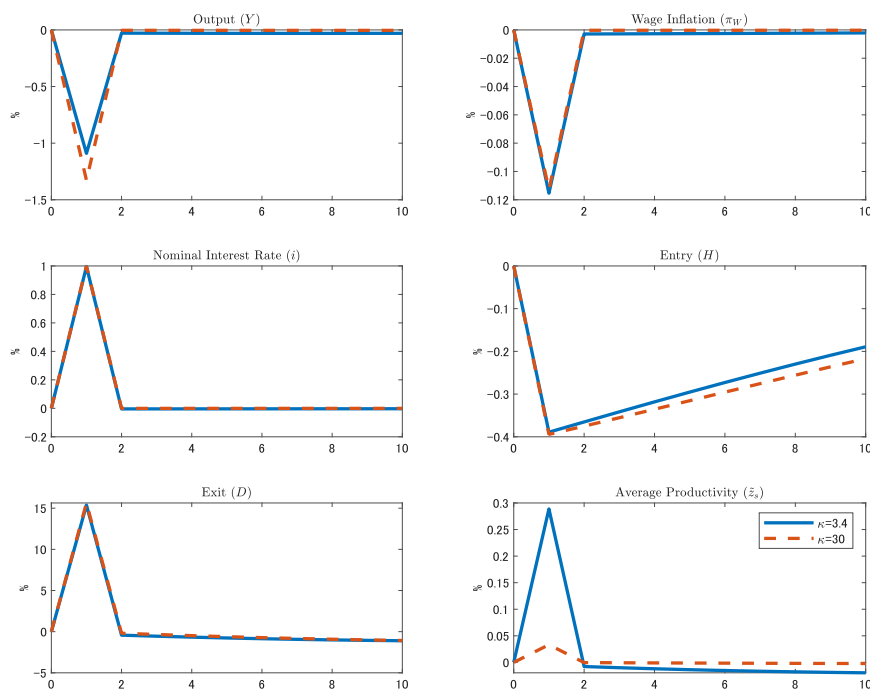 Output (Y)
0
-0.5
-1
-1.5
%
0 2 4 6 8 10
Wage Inflation (π_W)
0
-0.02
-0.04
-0.06
-0.08
-0.1
-0.12
%
0 2 4 6 8 10
Nominal Interest Rate (i)
1
0.8
0.6
0.4
0.2
0
-0.2
%
0 2 4 6 8 10
Entry (H)
0
-0.1
-0.2
-0.3
-0.4
%
0 2 4 6 8 10
Exit (D)
15
10
5
0
-5
%
0 2 4 6 8 10
Average Productivity (z̃_s)
0.3
0.25
0.2
0.15
0.1
0.05
0
%
κ=3.4
κ=30
0 2 4 6 8 10